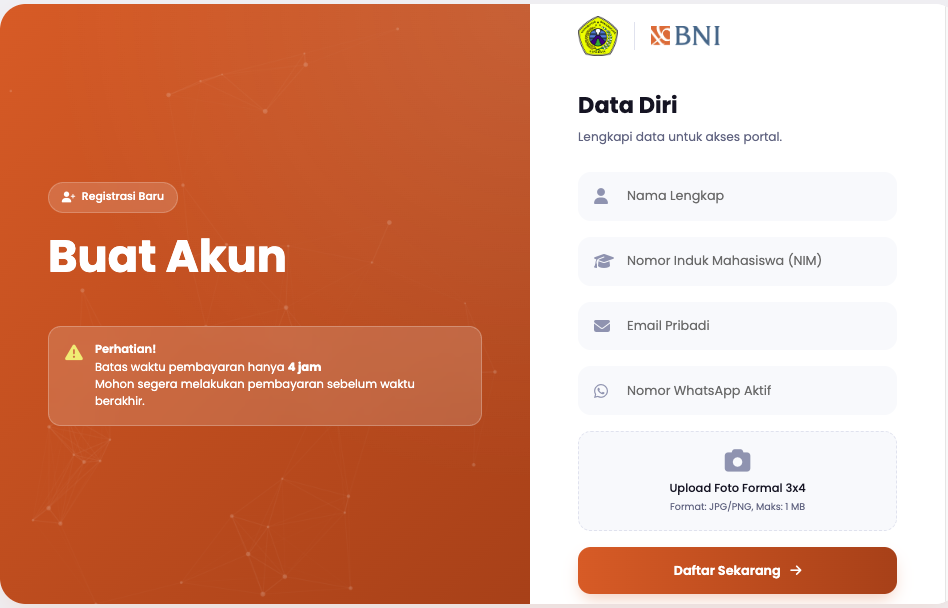 Registrasi Baru
Buat Akun
Perhatian!
Batas waktu pembayaran hanya 4 jam
Mohon segera melakukan pembayaran sebelum waktu
berakhir.
BNI
Data Diri
Lengkapi data untuk akses portal.
Nama Lengkap
Nomor Induk Mahasiswa (NIM)
Email Pribadi
Nomor WhatsApp Aktif
Upload Foto Formal 3x4
Format: JPG/PNG, Maks: 1 MB
Daftar Sekarang →